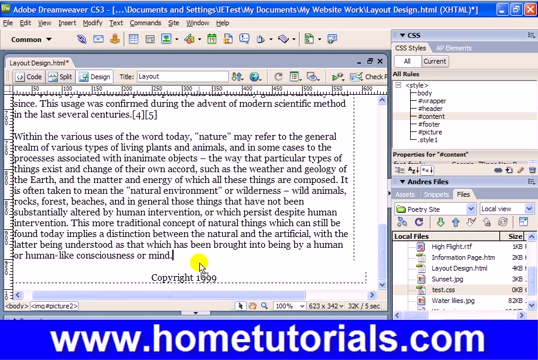 Adobe Dreamweaver CS3 - [...\Documents and Settings\IETest\My Documents\My Website Work\Layout Design.html (XHTML)*]
File Edit View Insert Modify Text Commands Site Window Help
Common
Layout Design.html*
Code Split Design Title: Layout Check Pa
since. This usage was confirmed during the advent of modern scientific method
in the last several centuries.[4][5]
Within the various uses of the word today, "nature" may refer to the general
realm of various types of living plants and animals, and in some cases to the
processes associated with inanimate objects – the way that particular types of
things exist and change of their own accord, such as the weather and geology of
the Earth, and the matter and energy of which all these things are composed. It
is often taken to mean the "natural environment" or wilderness – wild animals,
rocks, forest, beaches, and in general those things that have not been
substantially altered by human intervention, or which persist despite human
intervention. This more traditional concept of natural things which can still be
found today implies a distinction between the natural and the artificial, with the
latter being understood as that which has been brought into being by a human
or human-like consciousness or mind.
Copyright 1999
<body> <img#picture2> 100% 623 x 342 35K / 6 sec
CSS
CSS Styles AP Elements
All Current
All Rules
<style>
body
#wrapper
#header
#content
#footer
#picture
.style1
Properties for "#content"
Andres Files
Assets Snippets Files
Poetry Site Local view
Local Files
High Flight.rtf 1KB
Information Page.htm 2KB
Layout Design.html
Sunset.jpg
test.css 0KB
Water lilies.jpg
www.hometutorials.com